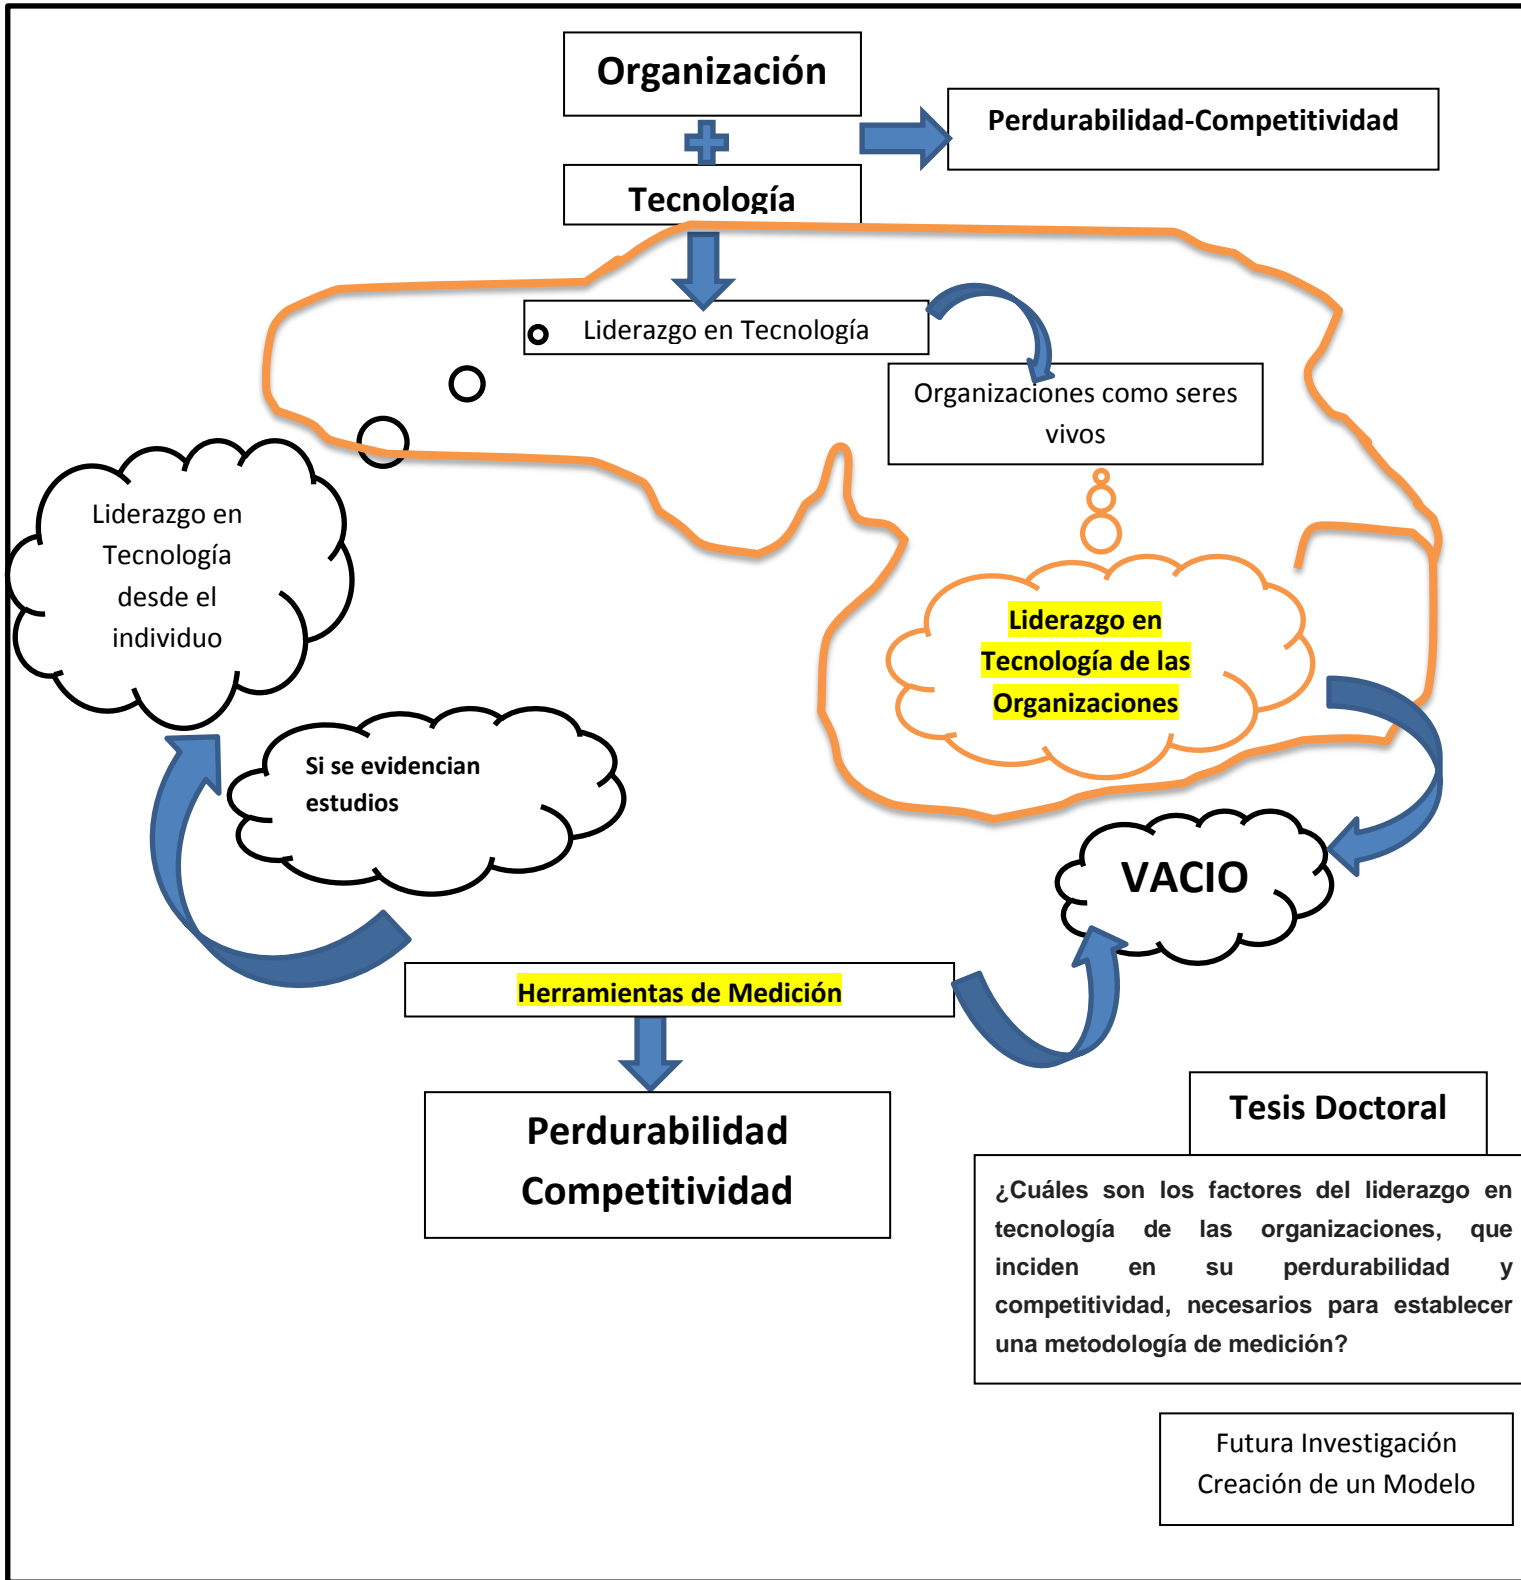 Organización
Perdurabilidad-Competitividad
Tecnología
Liderazgo en Tecnología
Organizaciones como seres
vivos
Liderazgo en
Tecnología
desde el
individuo
Liderazgo en
Tecnología de las
Organizaciones
Si se evidencian
estudios
VACIO
Herramientas de Medición
Perdurabilidad
Competitividad
Tesis Doctoral
¿Cuáles son los factores del liderazgo en
tecnología de las organizaciones, que
inciden en su perdurabilidad y
competitividad, necesarios para establecer
una metodología de medición?
Futura Investigación
Creación de un Modelo